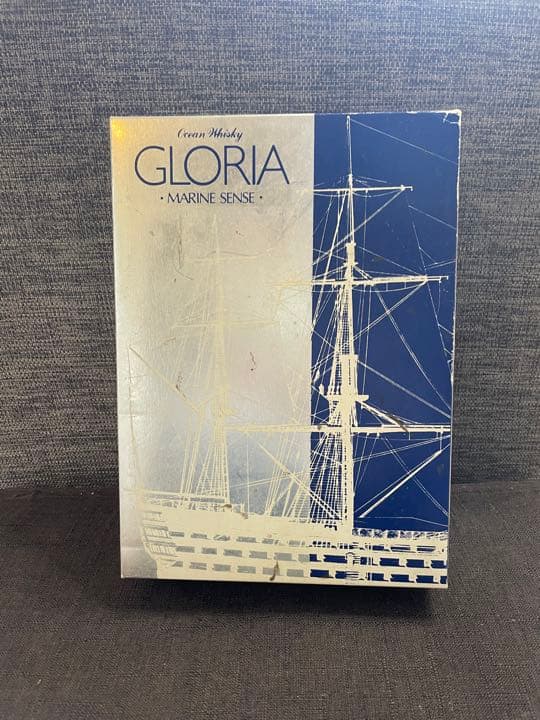 Ocean Whisky
GLORIA
· MARINE SENSE ·